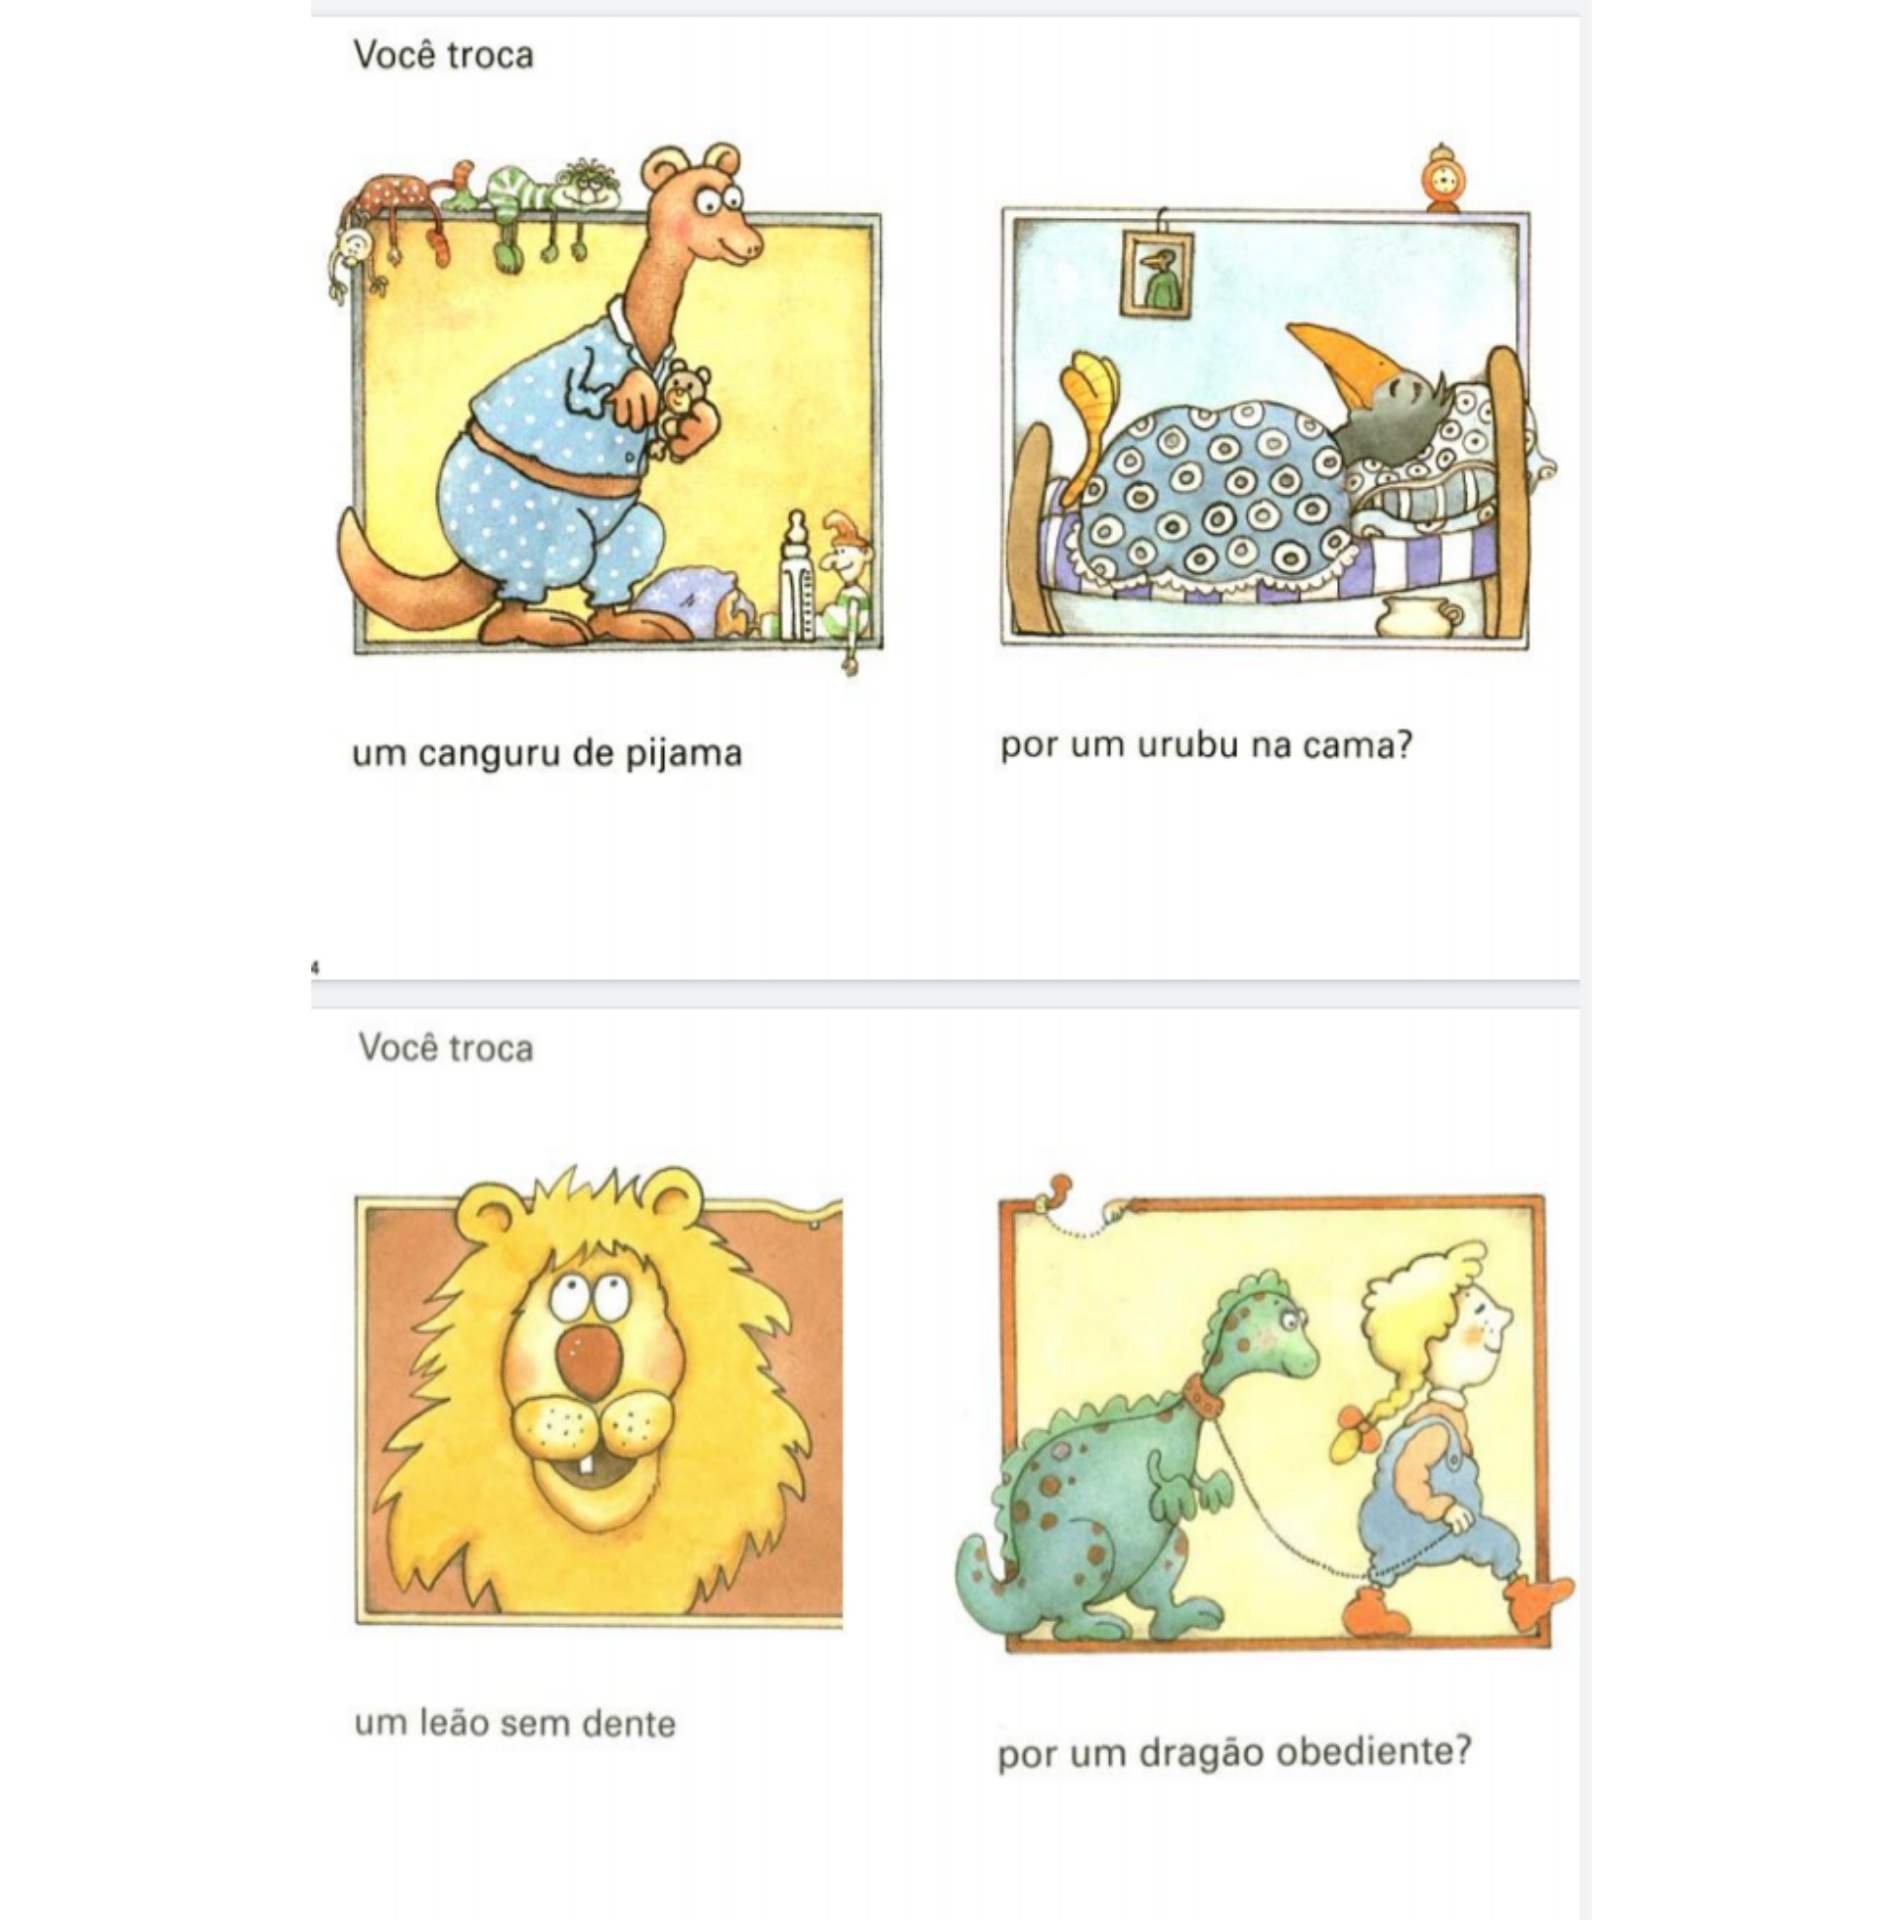 Você troca
um canguru de pijama
por um urubu na cama?
4
Você troca
um leão sem dente
por um dragão obediente?